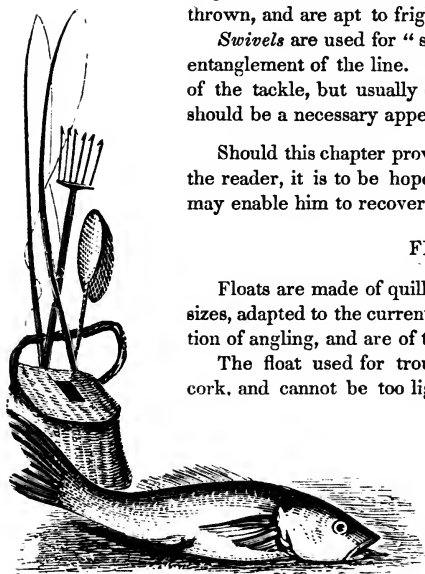 thrown, and are apt to frig
Swivels are used for “ s
entanglement of the line.
of the tackle, but usually
should be a necessary appe
Should this chapter prov
the reader, it is to be hope
may enable him to recover
F
Floats are made of quill
sizes, adapted to the current
tion of angling, and are of t
The float used for trou
cork, and cannot be too lig